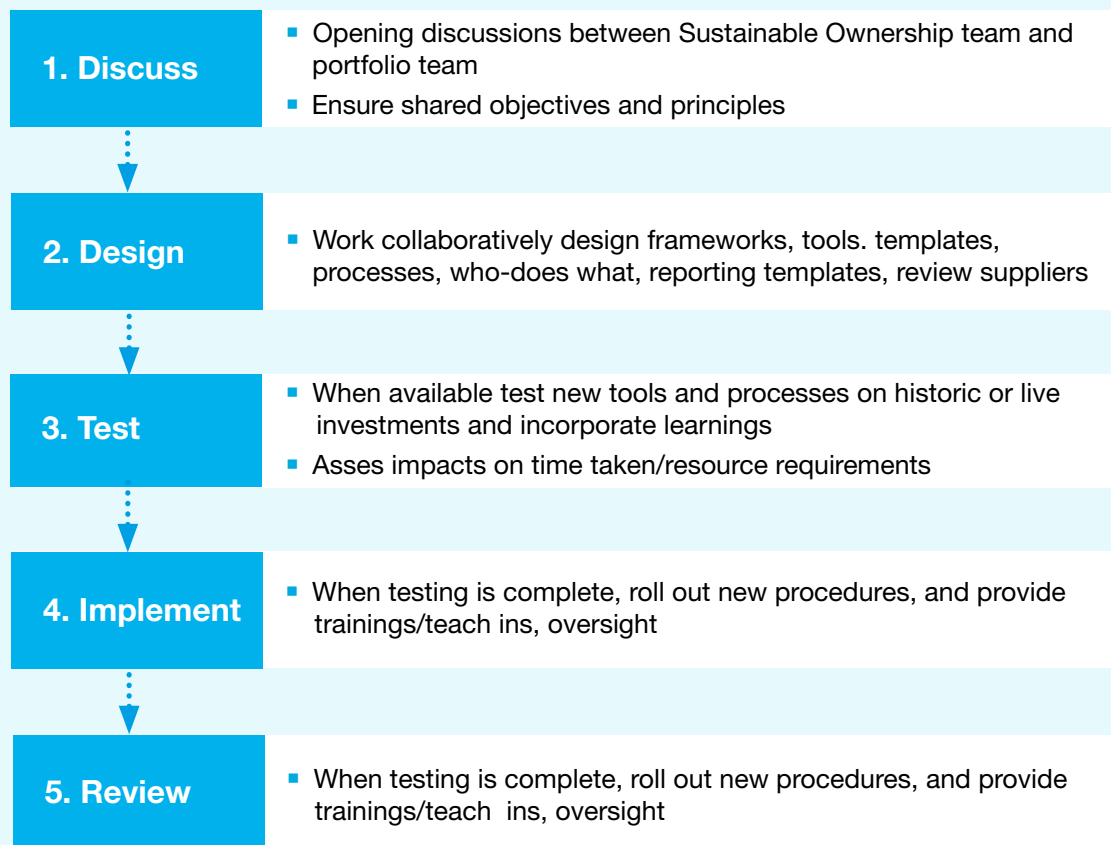 1. Discuss
▪ Opening discussions between Sustainable Ownership team and
portfolio team
▪ Ensure shared objectives and principles
2. Design
▪ Work collaboratively design frameworks, tools. templates,
processes, who-does what, reporting templates, review suppliers
3. Test
▪ When available test new tools and processes on historic or live
investments and incorporate learnings
▪ Asses impacts on time taken/resource requirements
4. Implement
▪ When testing is complete, roll out new procedures, and provide
trainings/teach ins, oversight
5. Review
▪ When testing is complete, roll out new procedures, and provide
trainings/teach ins, oversight